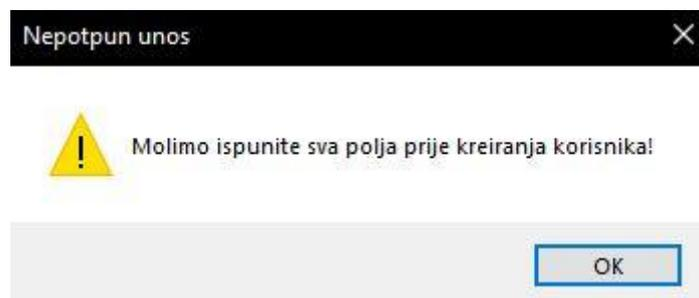 Nepotpun unos
Molimo ispunite sva polja prije kreiranja korisnika!
OK